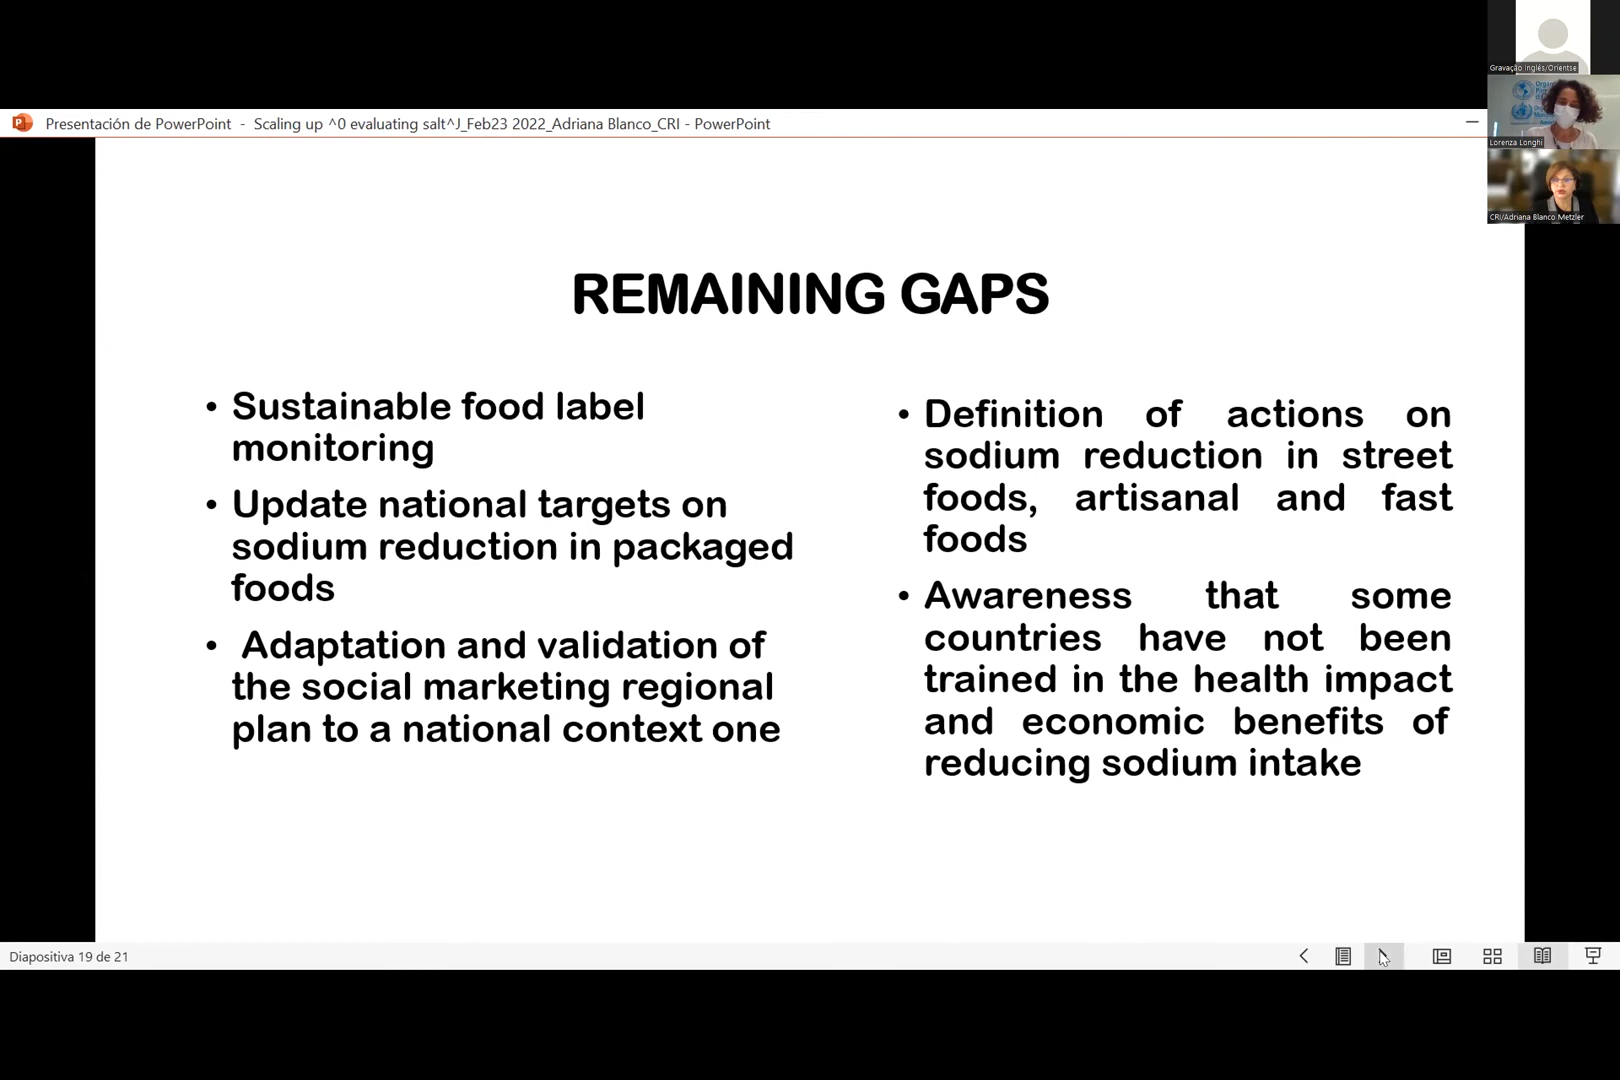 Gravação Inglés/Orientse
Presentación de PowerPoint - Scaling up ^0 evaluating salt^J_Feb23 2022_Adriana Blanco_CRI - PowerPoint
Lorenza Longhi
CRI/Adriana Blanco Metzler
REMAINING GAPS
• Sustainable food label
monitoring
• Update national targets on
sodium reduction in packaged
foods
• Adaptation and validation of
the social marketing regional
plan to a national context one
• Definition of actions on
sodium reduction in street
foods, artisanal and fast
foods
• Awareness that some
countries have not been
trained in the health impact
and economic benefits of
reducing sodium intake
Diapositiva 19 de 21